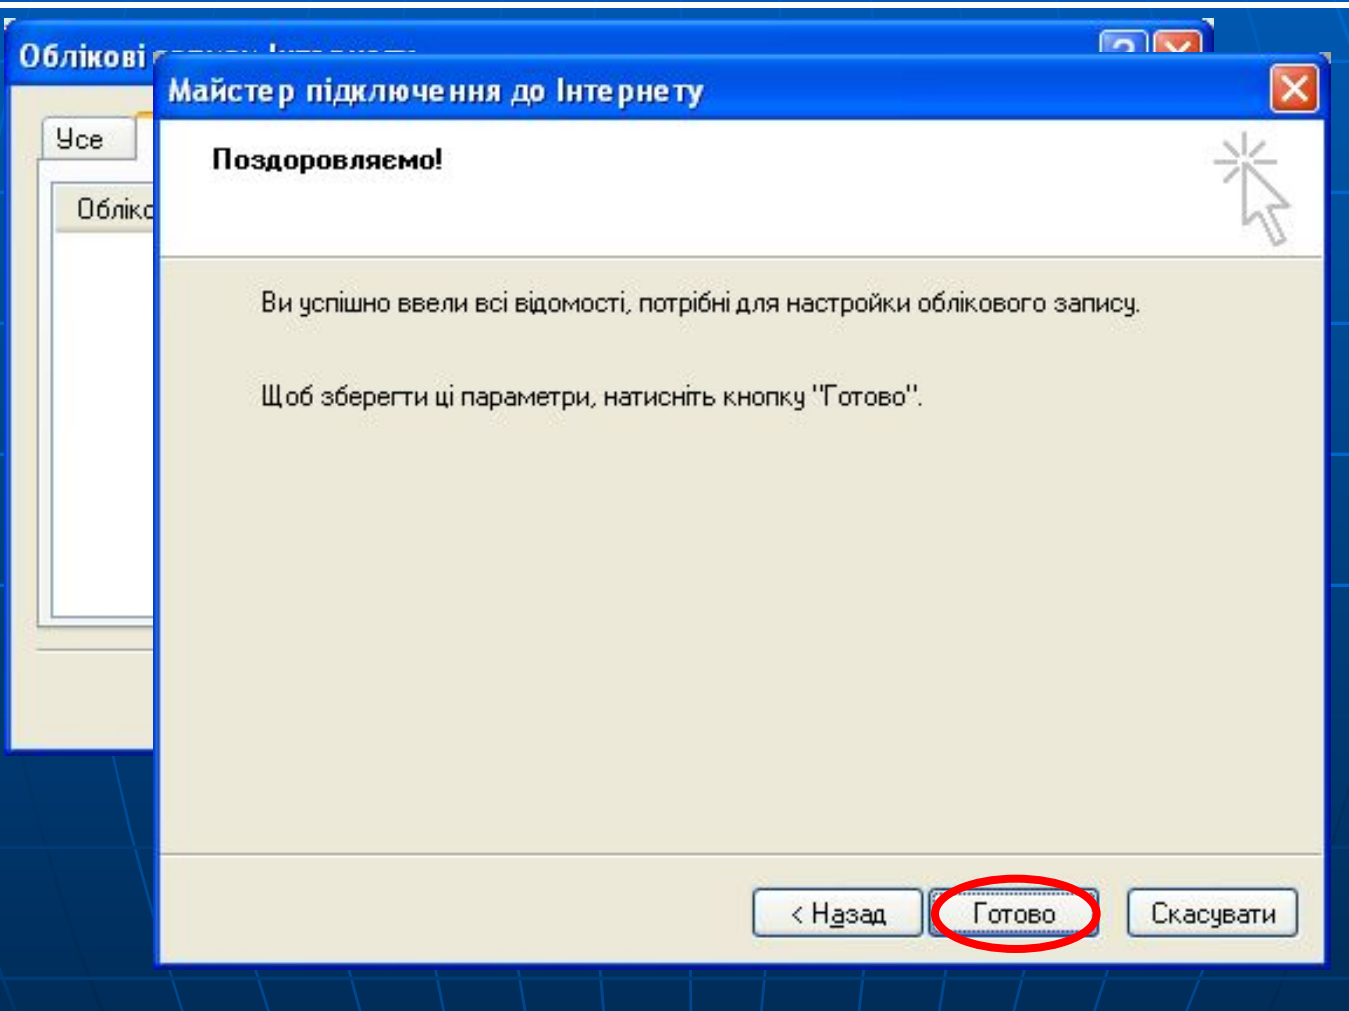 Облікові
Майстер підключення до Інтернету
Усе
Поздоровляємо!
Ви успішно ввели всі відомості, потрібні для настройки облікового запису.
Щоб зберегти ці параметри, натисніть кнопку "Готово".
< Назад
Готово
Скасувати